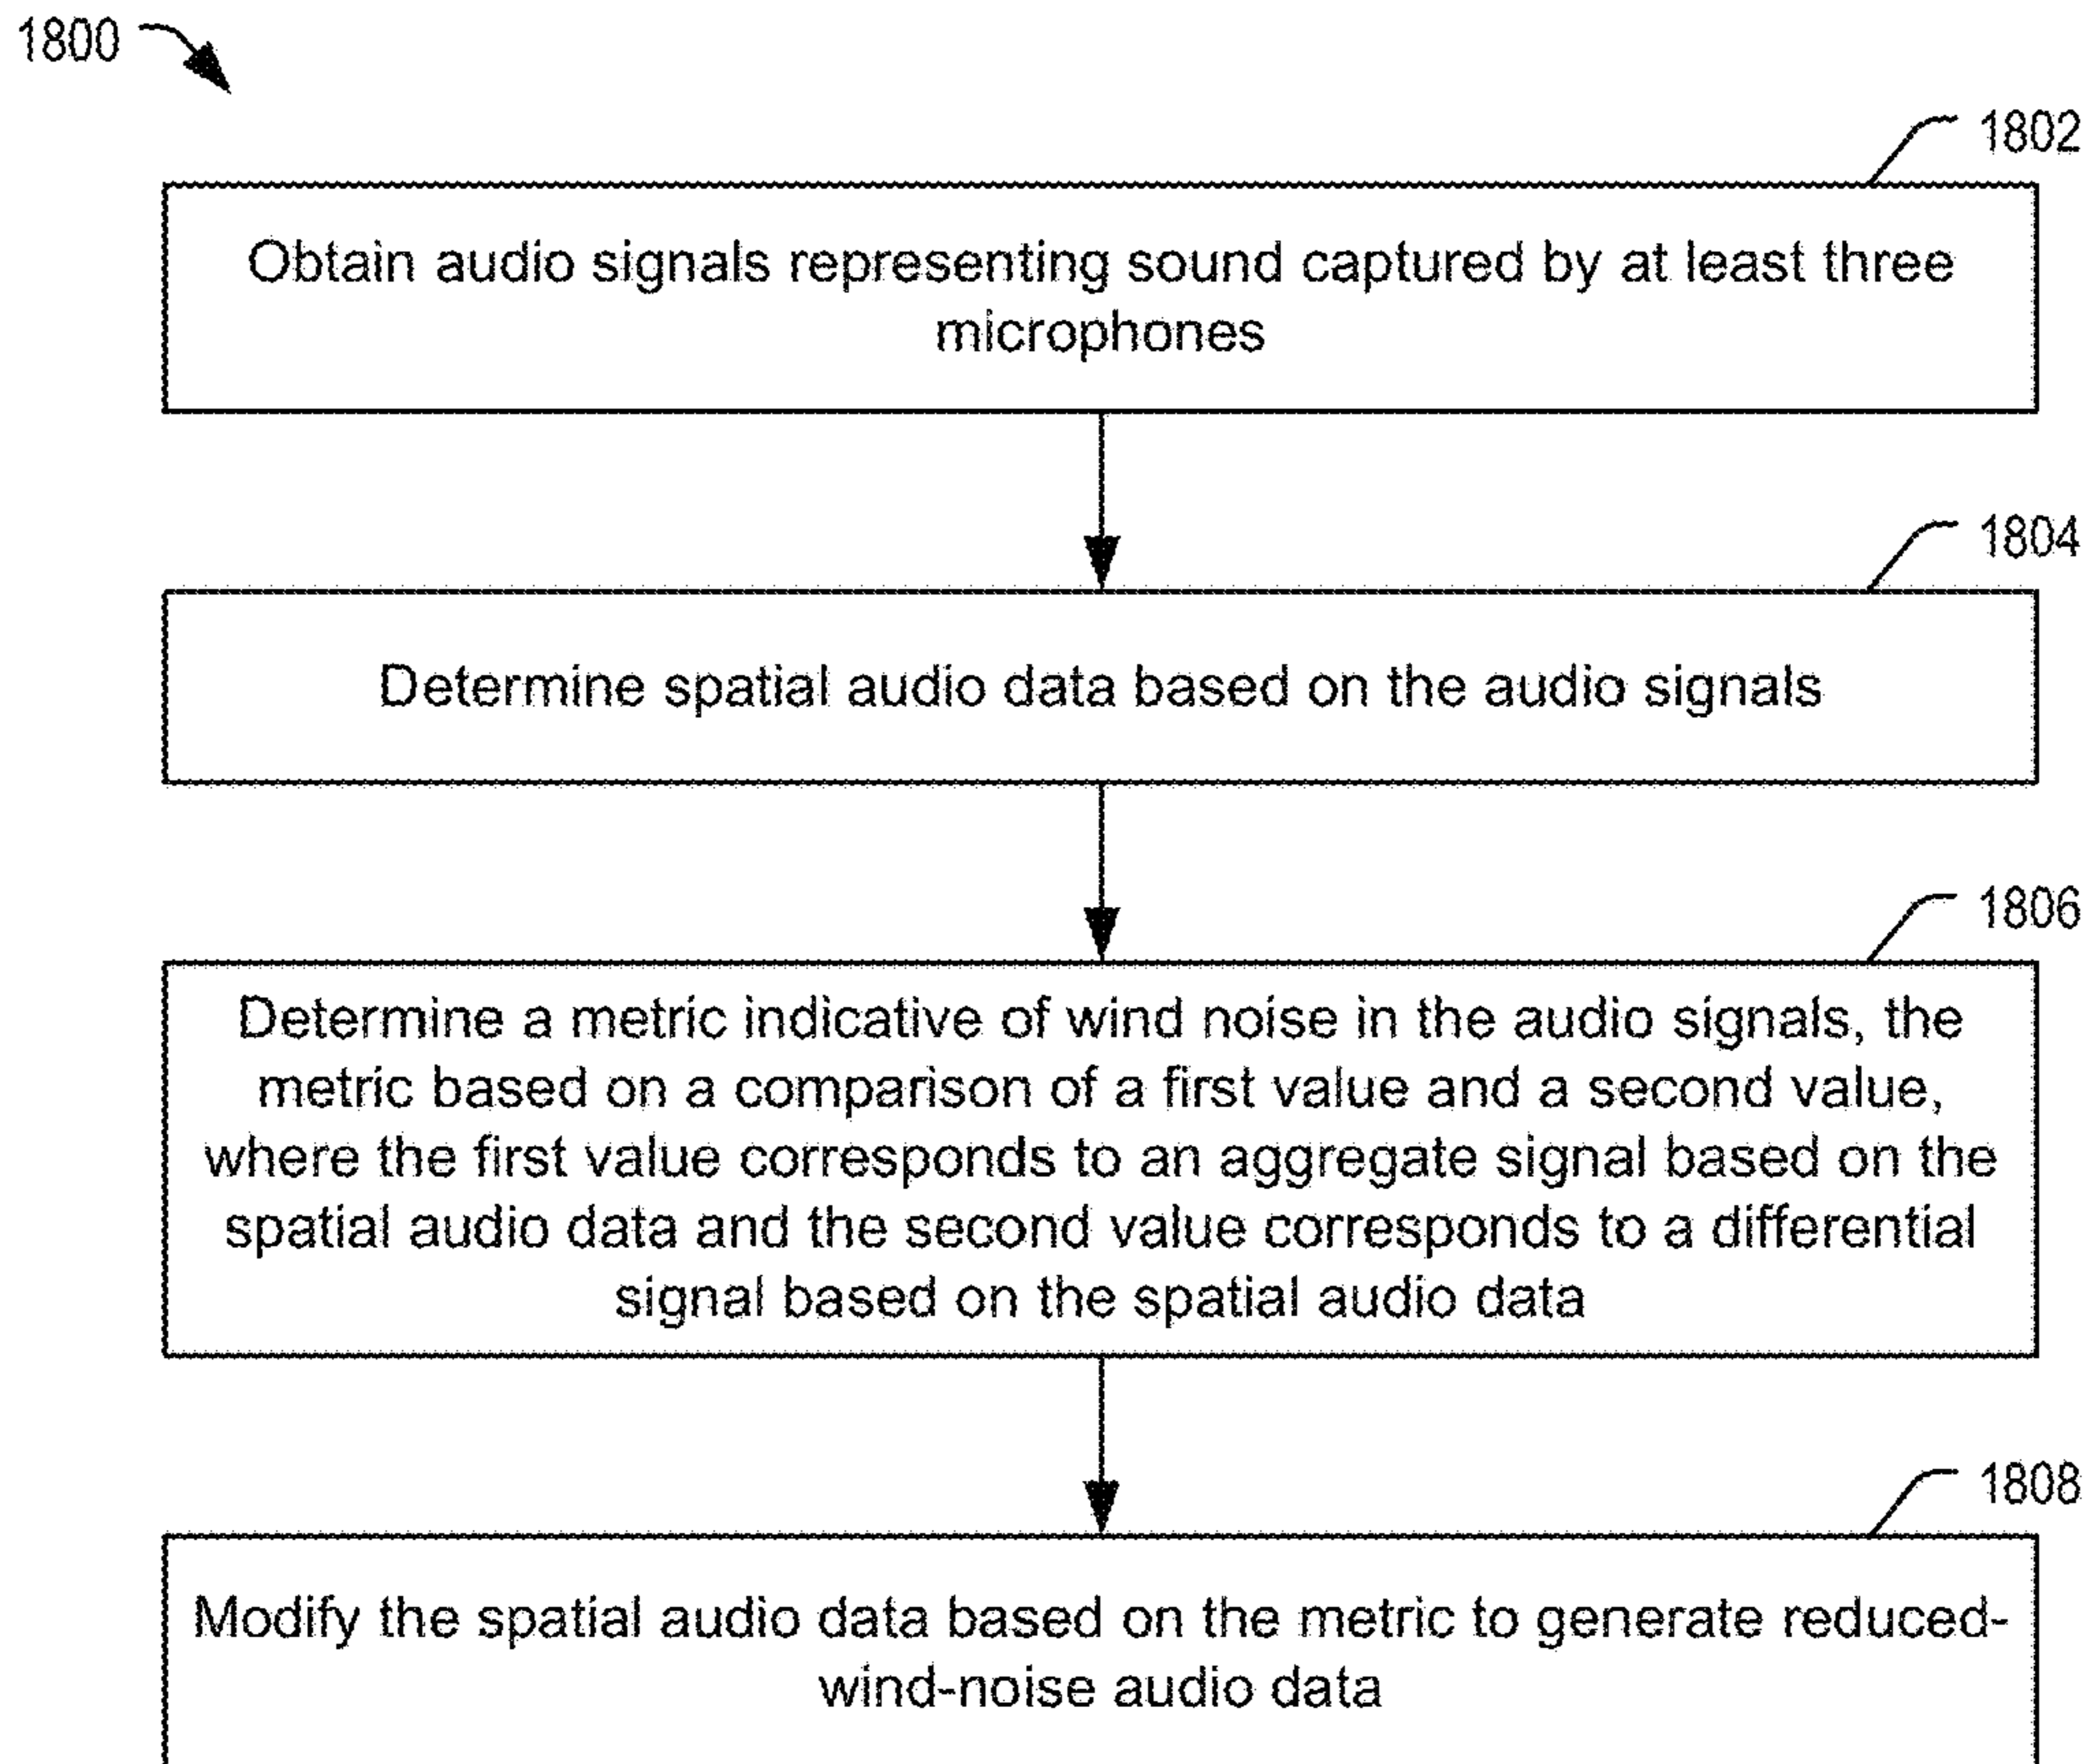 1800
1802
Obtain audio signals representing sound captured by at least three
microphones
1804
Determine spatial audio data based on the audio signals
1806
Determine a metric indicative of wind noise in the audio signals, the
metric based on a comparison of a first value and a second value,
where the first value corresponds to an aggregate signal based on the
spatial audio data and the second value corresponds to a differential
signal based on the spatial audio data
1808
Modify the spatial audio data based on the metric to generate reduced-
wind-noise audio data